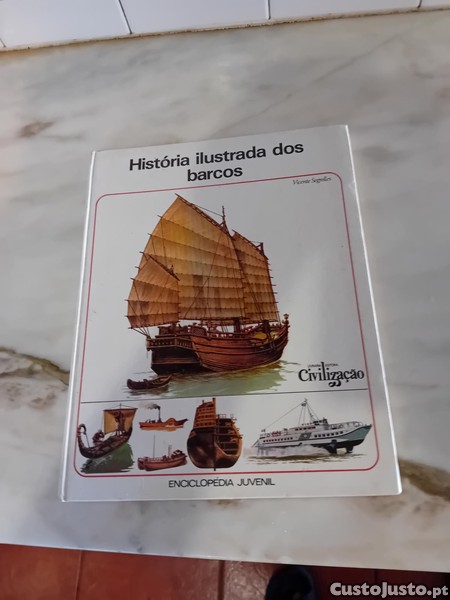 História ilustrada dos
barcos
Vicente Segrelles
Civilização
ENCICLOPÉDIA JUVENIL
CustoJusto.pt